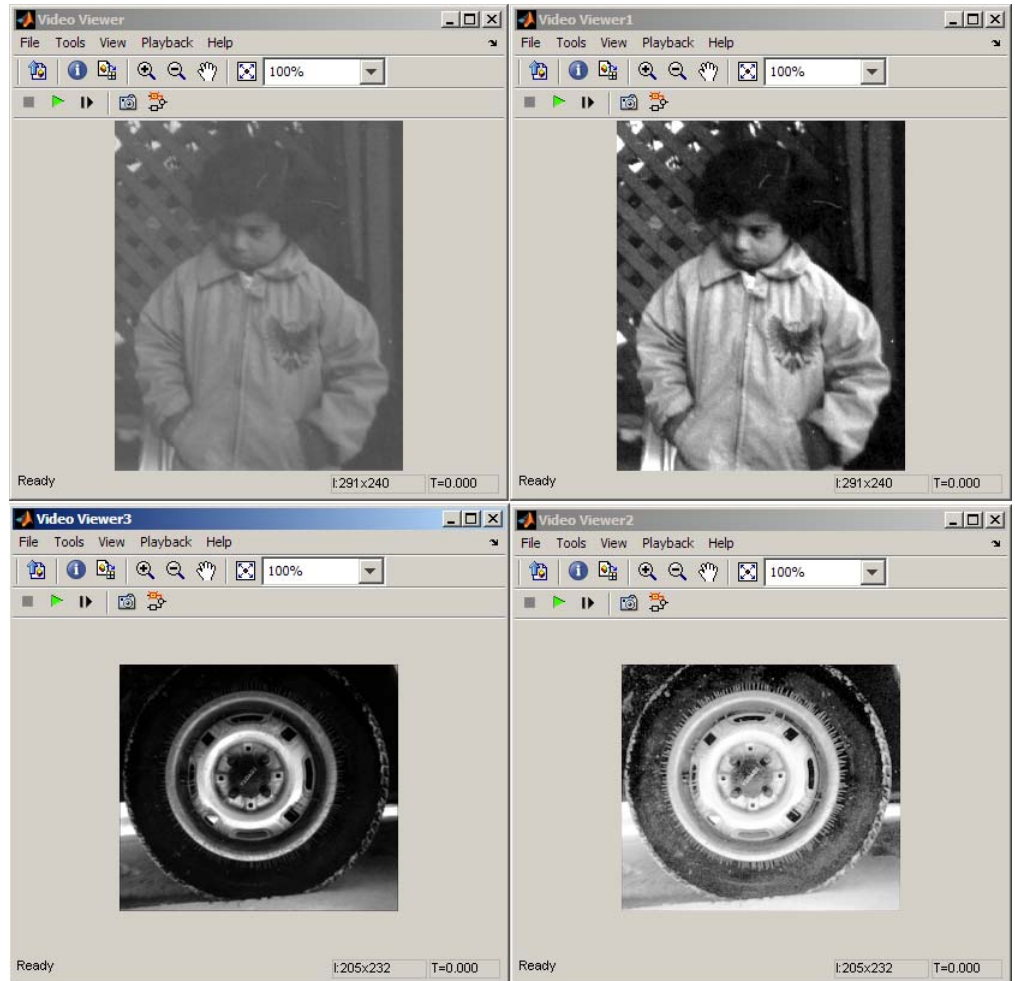 Video Viewer
File Tools View Playback Help
100%
Ready I:291x240 T=0.000
Video Viewer1
File Tools View Playback Help
100%
Ready I:291x240 T=0.000
Video Viewer3
File Tools View Playback Help
100%
Ready I:205x232 T=0.000
Video Viewer2
File Tools View Playback Help
100%
Ready I:205x232 T=0.000